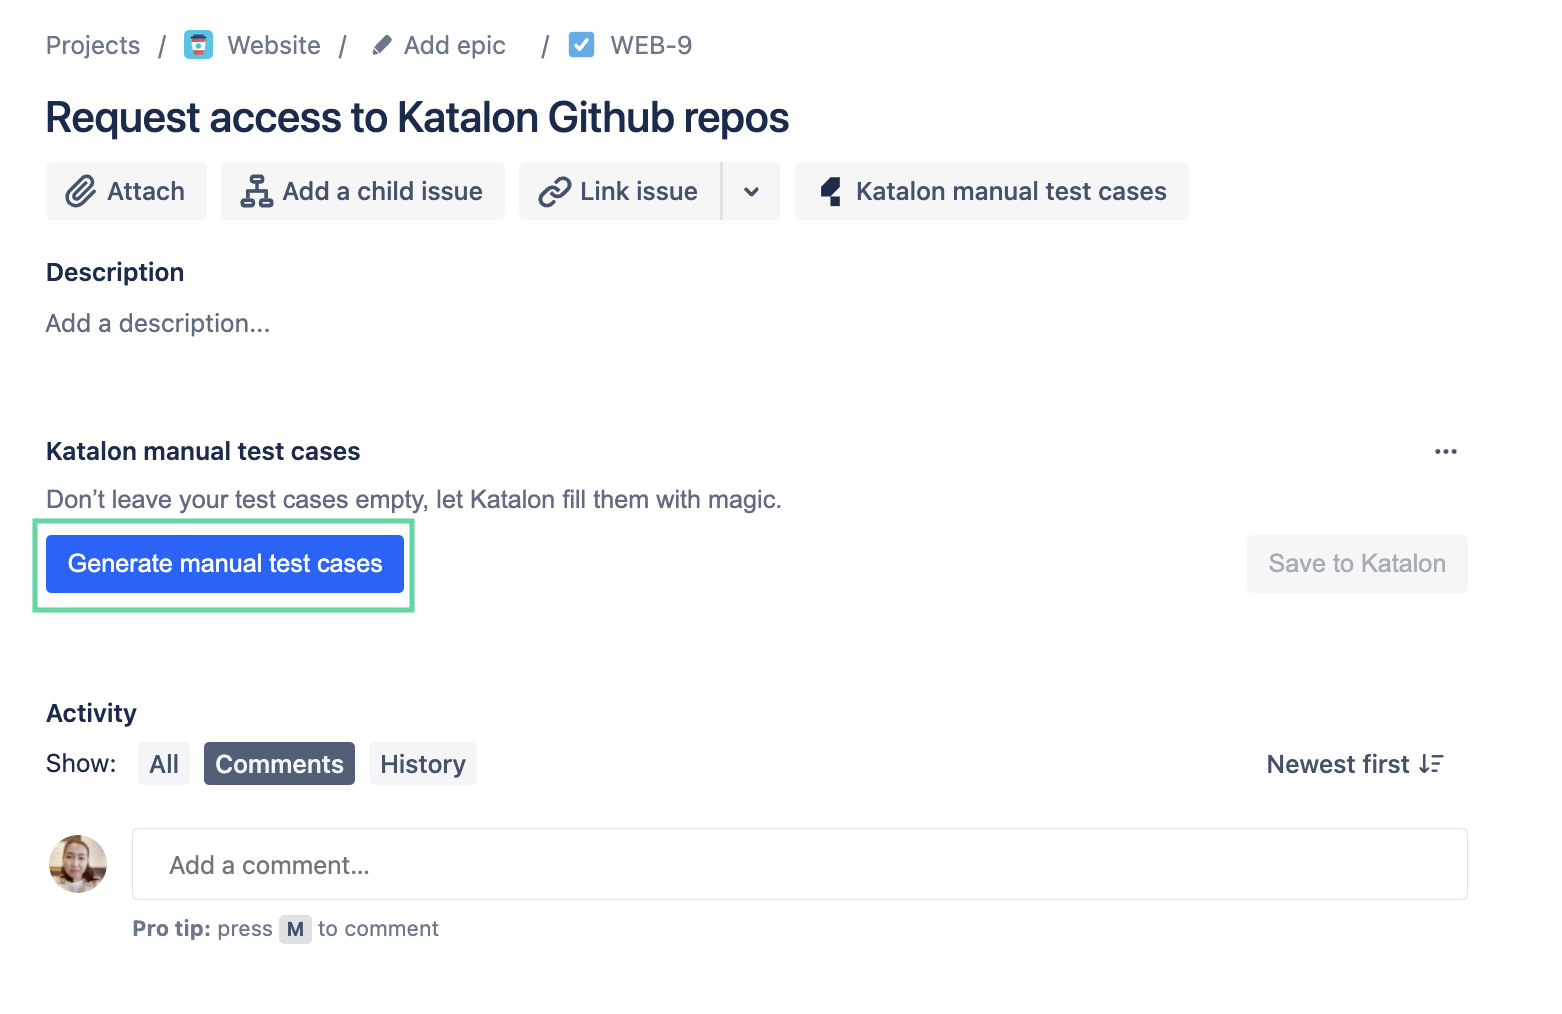 Projects / Website / Add epic / WEB-9
Request access to Katalon Github repos
Attach Add a child issue Link issue Katalon manual test cases
Description
Add a description...
Katalon manual test cases
Don’t leave your test cases empty, let Katalon fill them with magic.
Generate manual test cases Save to Katalon
Activity
Show: All Comments History Newest first
Add a comment...
Pro tip: press M to comment